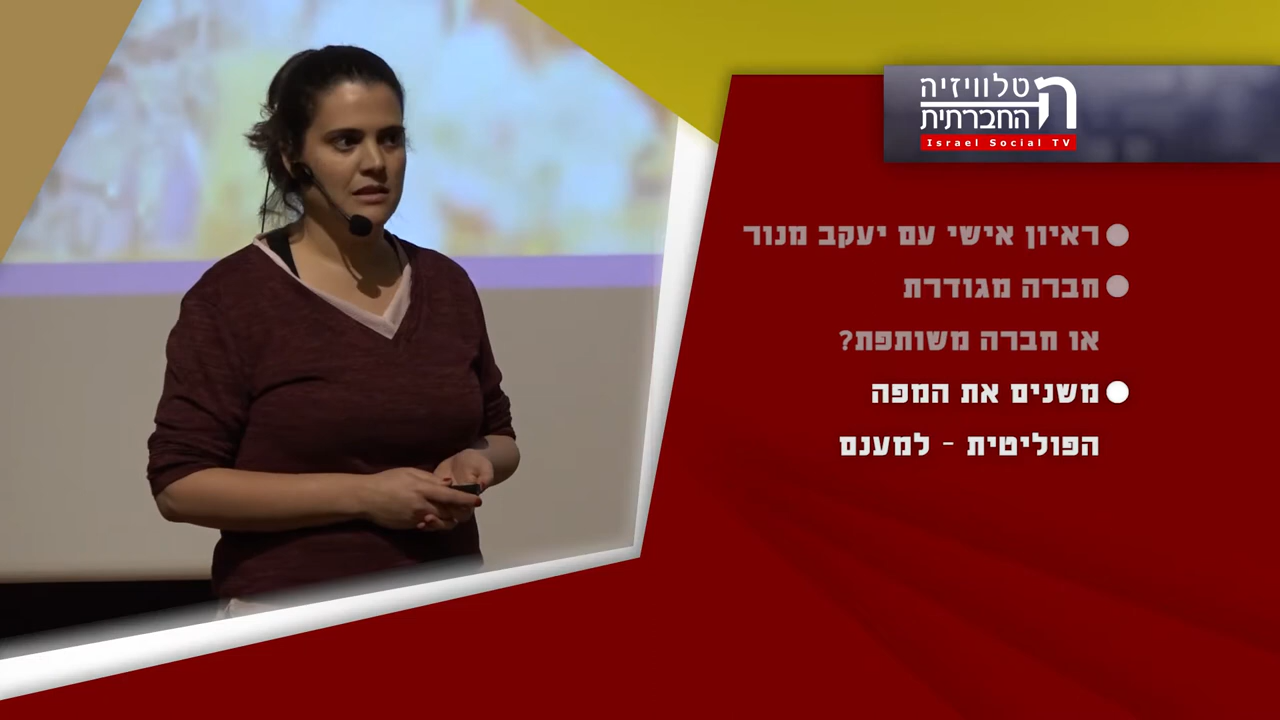 טלוויזיה
החברתית
Israel Social TV
ראיון אישי עם יעקב מנור
חברה מגודרת
או חברה משותפת?
משנים את המפה
הפוליטית - למענם